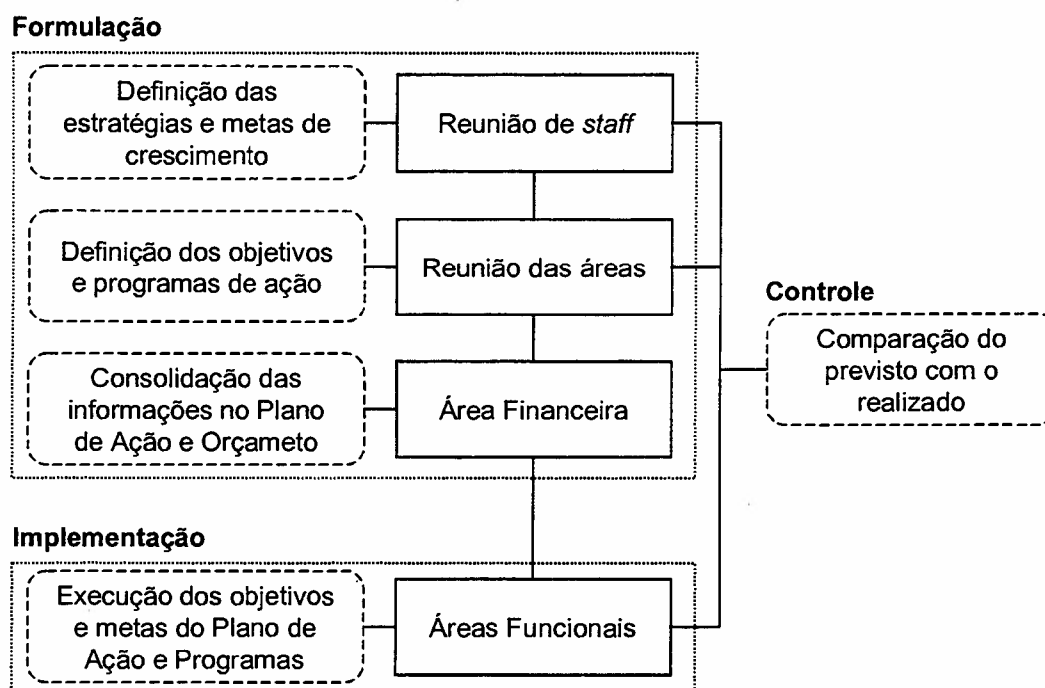 Formulação
Definição das
estratégias e metas de
crescimento
Reunião de staff
Definição dos objetivos
e programas de ação
Reunião das áreas
Consolidação das
informações no Plano
de Ação e Orçameto
Área Financeira
Controle
Comparação do
previsto com o
realizado
Implementação
Execução dos objetivos
e metas do Plano de
Ação e Programas
Áreas Funcionais